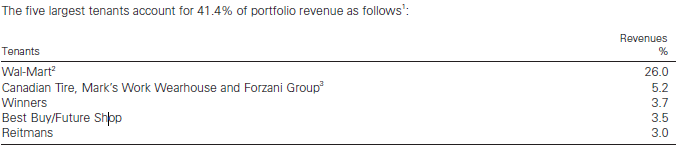 The five largest tenants account for 41.4% of portfolio revenue as follows¹:
Revenues
Tenants %
Wal-Mart² 26.0
Canadian Tire, Mark's Work Wearhouse and Forzani Group³ 5.2
Winners 3.7
Best Buy/Future Shop 3.5
Reitmans 3.0